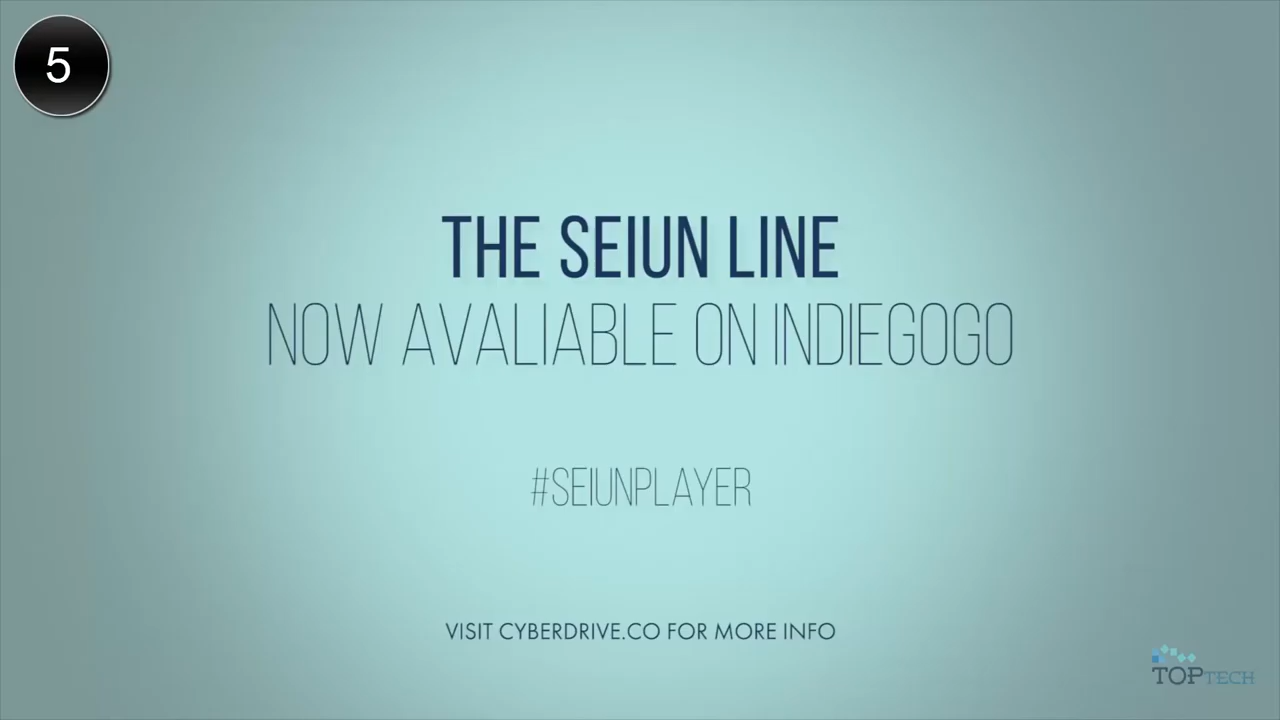 5
THE SEIUN LINE
NOW AVALIABLE ON INDIEGOGO
#SEIUNPLAYER
VISIT CYBERDRIVE.CO FOR MORE INFO
TOPTECH